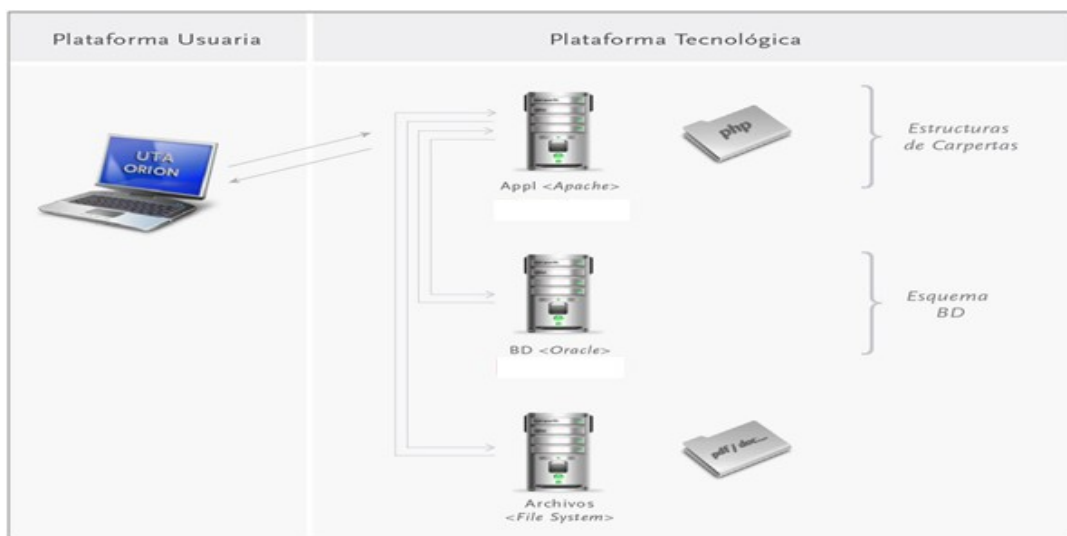 Plataforma Usuaria
Plataforma Tecnológica
UTA
ORION
php
Estructuras
de Carpertas
Appl <Apache>
Esquema
BD
BD <Oracle>
pdf / doc...
Archivos
<File System>